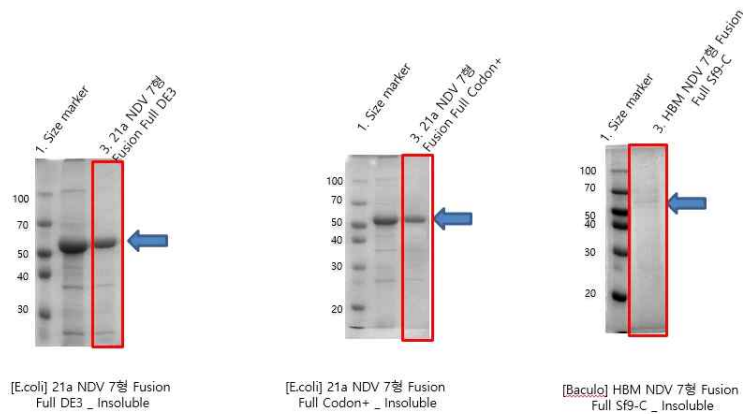 1. Size marker
3. 21a NDV 7형
Fusion Full DE3
100
70
50
40
30
[E.coli] 21a NDV 7형 Fusion
Full DE3 _ Insoluble
1. Size marker
3. 21a NDV 7형
Fusion Full Codon+
100
70
50
40
30
20
[E.coli] 21a NDV 7형 Fusion
Full Codon+ _ Insoluble
1. Size marker
3. HBM NDV 7형 Fusion
Full Sf9-C
100
70
50
40
30
20
[Baculo] HBM NDV 7형 Fusion
Full Sf9-C _ Insoluble